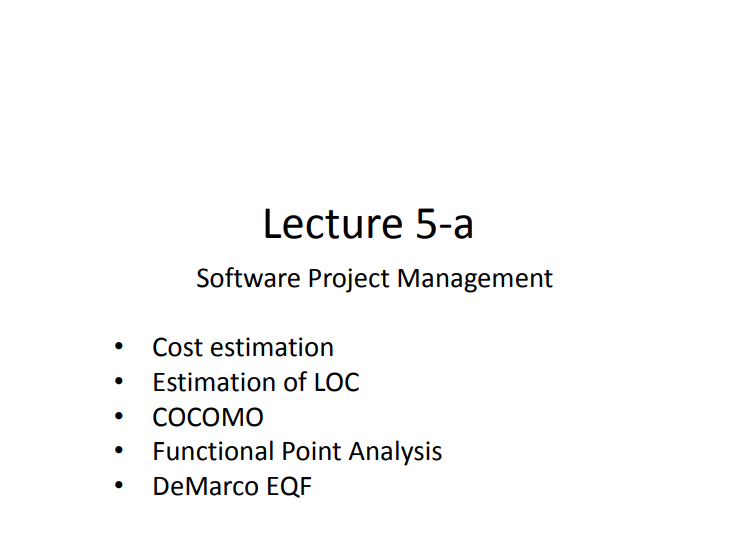 Lecture 5-a
Software Project Management
• Cost estimation
• Estimation of LOC
• COCOMO
• Functional Point Analysis
• DeMarco EQF